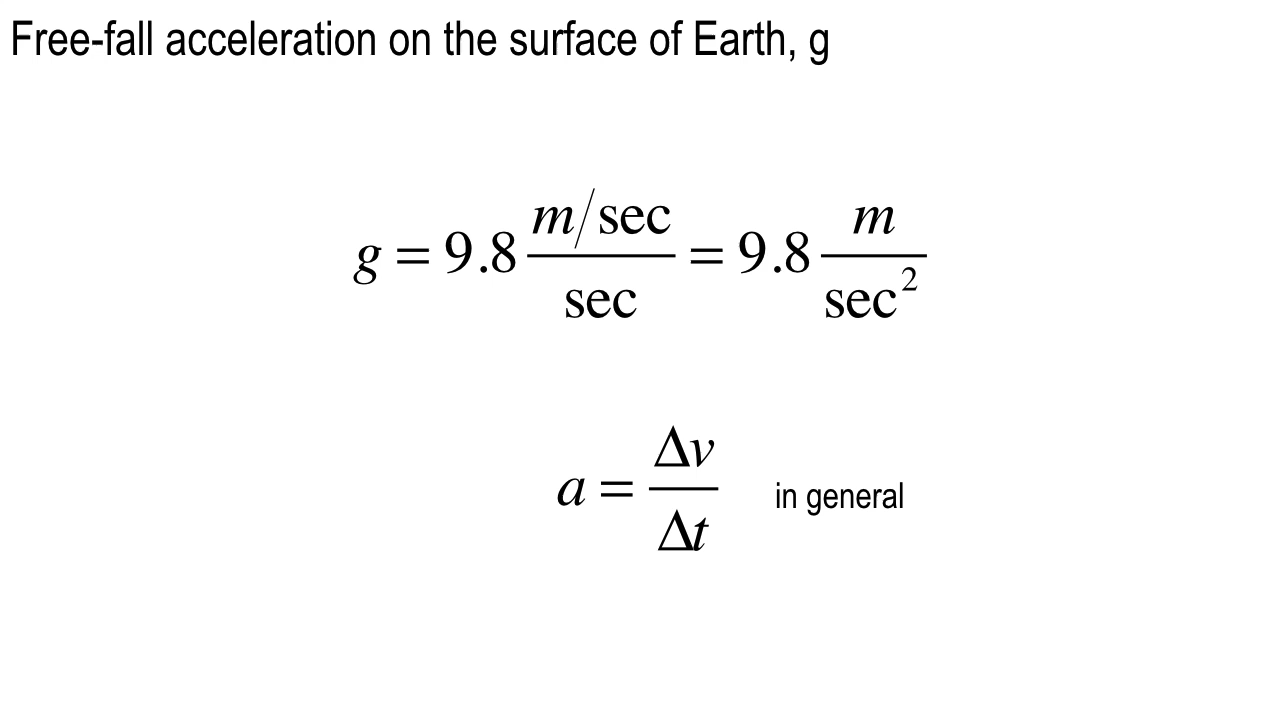 Free-fall acceleration on the surface of Earth, g
g = 9.8 m/sec / sec = 9.8 m / sec²
a = Δv / Δt in general